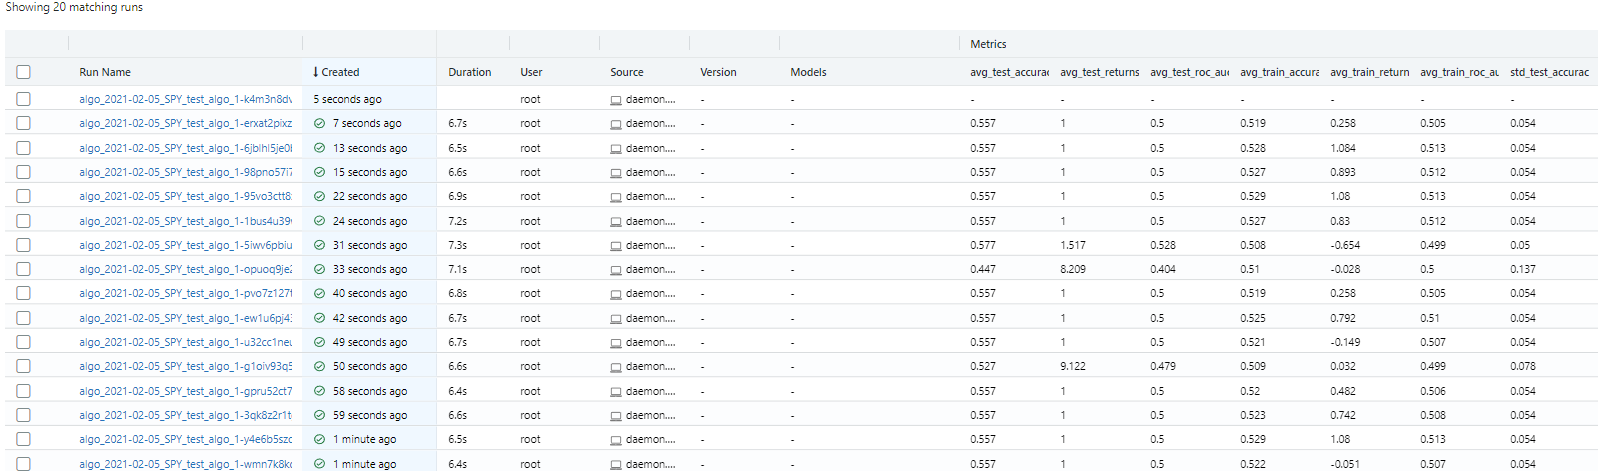 Showing 20 matching runs
Metrics
Run Name Created Duration User Source Version Models avg_test_accurac avg_test_returns avg_test_roc_auc avg_train_accura avg_train_return avg_train_roc_au std_test_accurac
algo_2021-02-05_SPY_test_algo_1-k4m3n8dv 5 seconds ago root daemon.... - - - - - - - - -
algo_2021-02-05_SPY_test_algo_1-erxat2pixz 7 seconds ago 6.7s root daemon.... - - 0.557 1 0.5 0.519 0.258 0.505 0.054
algo_2021-02-05_SPY_test_algo_1-6jblhl5je0l 13 seconds ago 6.5s root daemon.... - - 0.557 1 0.5 0.528 1.084 0.513 0.054
algo_2021-02-05_SPY_test_algo_1-98pno57i7 15 seconds ago 6.6s root daemon.... - - 0.557 1 0.5 0.527 0.893 0.512 0.054
algo_2021-02-05_SPY_test_algo_1-95vo3ctt8 22 seconds ago 6.9s root daemon.... - - 0.557 1 0.5 0.529 1.08 0.513 0.054
algo_2021-02-05_SPY_test_algo_1-1bus4u39 24 seconds ago 7.2s root daemon.... - - 0.557 1 0.5 0.527 0.83 0.512 0.054
algo_2021-02-05_SPY_test_algo_1-5iwv6pbiu 31 seconds ago 7.3s root daemon.... - - 0.577 1.517 0.528 0.508 -0.654 0.499 0.05
algo_2021-02-05_SPY_test_algo_1-opuoq9je 33 seconds ago 7.1s root daemon.... - - 0.447 8.209 0.404 0.51 -0.028 0.5 0.137
algo_2021-02-05_SPY_test_algo_1-pvo7z127 40 seconds ago 6.8s root daemon.... - - 0.557 1 0.5 0.519 0.258 0.505 0.054
algo_2021-02-05_SPY_test_algo_1-ew1u6pj4 42 seconds ago 6.7s root daemon.... - - 0.557 1 0.5 0.525 0.792 0.51 0.054
algo_2021-02-05_SPY_test_algo_1-u32cc1neu 49 seconds ago 6.7s root daemon.... - - 0.557 1 0.5 0.521 -0.149 0.507 0.054
algo_2021-02-05_SPY_test_algo_1-g1oiv93q5 50 seconds ago 6.6s root daemon.... - - 0.527 9.122 0.479 0.509 0.032 0.499 0.078
algo_2021-02-05_SPY_test_algo_1-gpru52ct7 58 seconds ago 6.4s root daemon.... - - 0.557 1 0.5 0.52 0.482 0.506 0.054
algo_2021-02-05_SPY_test_algo_1-3qk8z2r1t 59 seconds ago 6.6s root daemon.... - - 0.557 1 0.5 0.523 0.742 0.508 0.054
algo_2021-02-05_SPY_test_algo_1-y4e6b5szc 1 minute ago 6.5s root daemon.... - - 0.557 1 0.5 0.529 1.08 0.513 0.054
algo_2021-02-05_SPY_test_algo_1-wmn7k8kc 1 minute ago 6.4s root daemon.... - - 0.557 1 0.5 0.522 -0.051 0.507 0.054